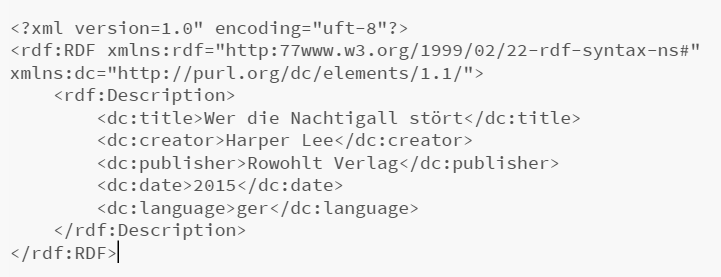 <?xml version=1.0" encoding="uft-8"?>
<rdf:RDF xmlns:rdf="http:77www.w3.org/1999/02/22-rdf-syntax-ns#"
xmlns:dc="http://purl.org/dc/elements/1.1/">
    <rdf:Description>
        <dc:title>Wer die Nachtigall stört</dc:title>
        <dc:creator>Harper Lee</dc:creator>
        <dc:publisher>Rowohlt Verlag</dc:publisher>
        <dc:date>2015</dc:date>
        <dc:language>ger</dc:language>
    </rdf:Description>
</rdf:RDF>